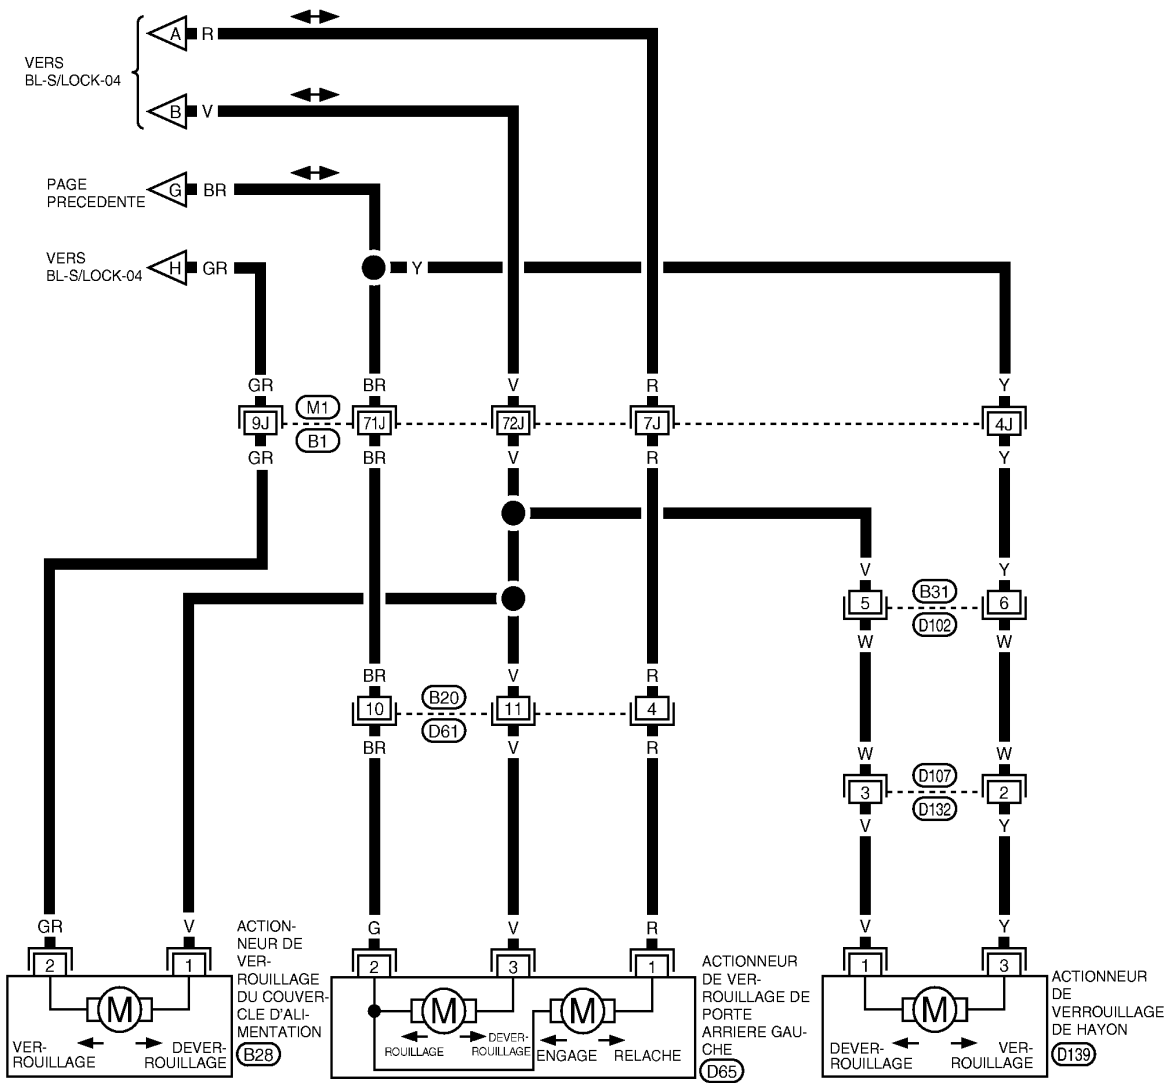 VERS
BL-S/LOCK-04
A R
B V
PAGE
PRECEDENTE
G BR
VERS
BL-S/LOCK-04
H GR
Y
GR BR V R Y
9J M1 71J 72J 7J 4J
B1
GR BR V R Y
V Y
5 B31 6
D102
W W
BR V R
10 B20 11 4
D61
BR V R
W W
3 D107 2
D132
V Y
GR V G V R V Y
2 1 2 3 1 1 3
ACTION-
NEUR DE
VER-
ROUILLAGE
DU COUVER-
CLE D'ALI-
MENTATION
B28
M
VER-
ROUILLAGE
DEVER-
ROUILLAGE
M
ROUILLAGE
DEVER-
ROUILLAGE
M
ENGAGE RELACHE
ACTIONNEUR
DE VER-
ROUILLAGE DE
PORTE
ARRIERE GAU-
CHE
D65
M
DEVER-
ROUILLAGE
VER-
ROUILLAGE
ACTIONNEUR
DE
VERROUILLAGE
DE HAYON
D139